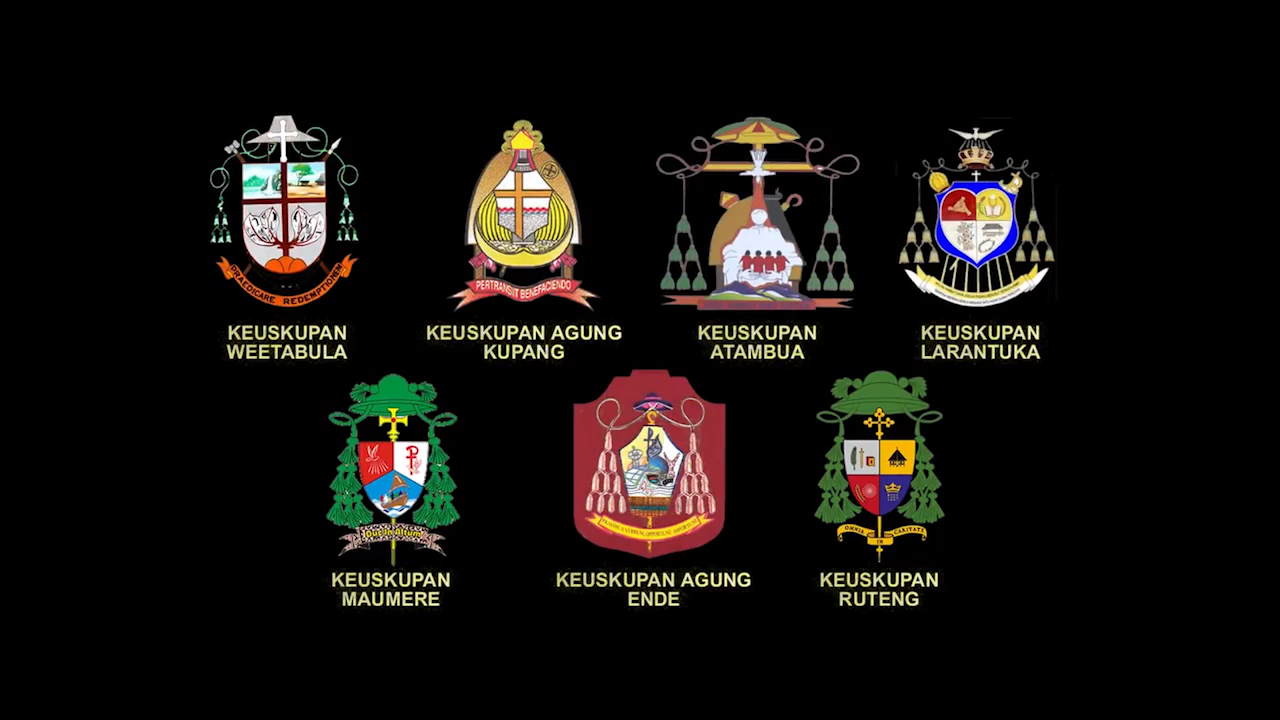 PRAEDICARE REDEMPTIONEM
KEUSKUPAN
WEETABULA
PERTRANSIIT BENEFACIENDO
KEUSKUPAN AGUNG
KUPANG
KEUSKUPAN
ATAMBUA
KEUSKUPAN
LARANTUKA
Duc In Altum
KEUSKUPAN
MAUMERE
KEUSKUPAN AGUNG
ENDE
OMNIA IN CARITATE
KEUSKUPAN
RUTENG